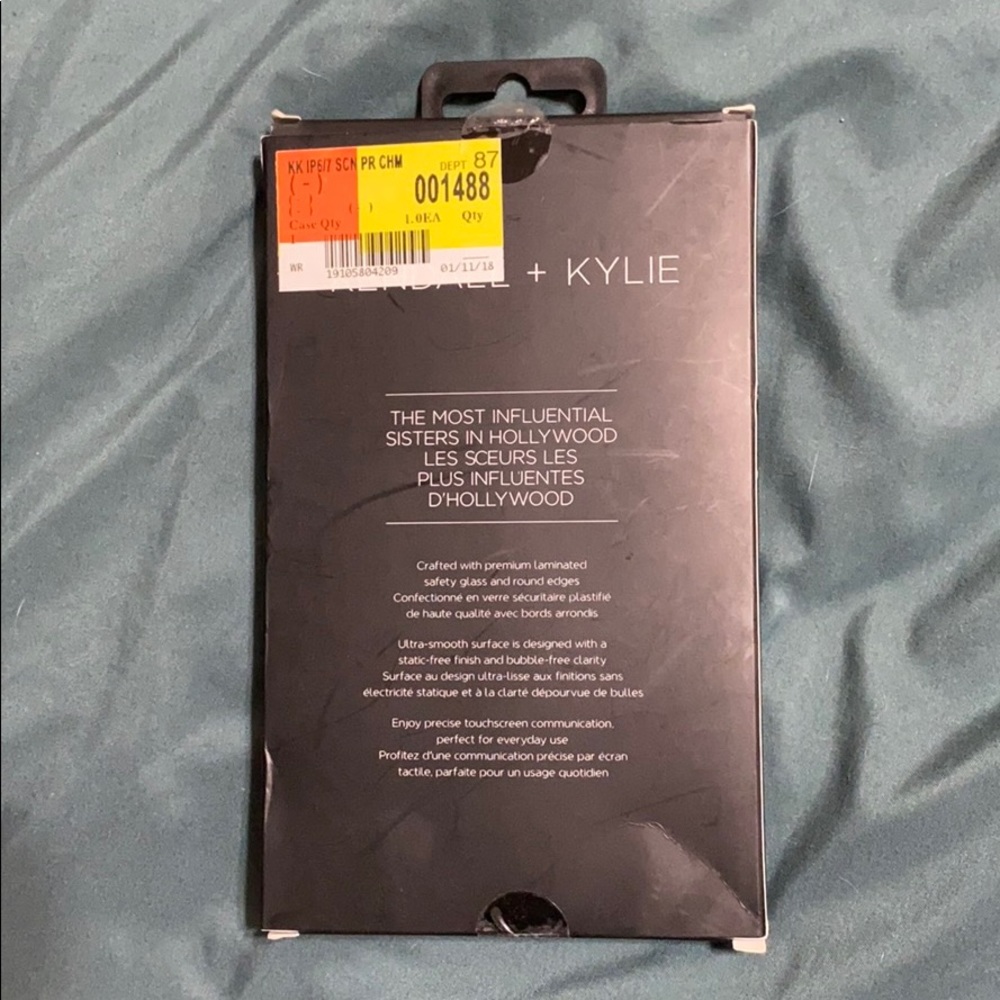 KK IP6/7 SCN PR CHM
DEPT 87
001488
(-)
(-) (-)
Case Qty 1.0EA Qty
1
WR 19105804209 01/11/18
+ KYLIE
THE MOST INFLUENTIAL
SISTERS IN HOLLYWOOD
LES SCEURS LES
PLUS INFLUENTES
D'HOLLYWOOD
Crafted with premium laminated
safety glass and round edges
Confectionné en verre sécuritaire plastifié
de haute qualité avec bords arrondis.
Ultra-smooth surface is designed with a
static-free finish and bubble-free clarity
Surface au design ultra-lisse aux finitions sans
électricité statique et à la clarté dépourvue de bulles
Enjoy precise touchscreen communication,
perfect for everyday use
Profitez d'une communication précise par écran
tactile, parfaite pour un usage quotidien